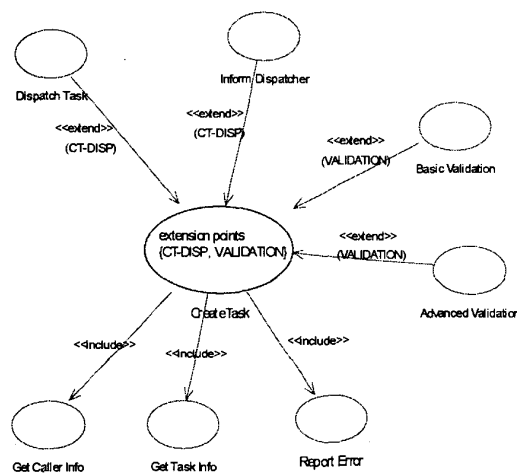 Inform Dispatcher
Dispatch Task
<<extend>>
(CT-DISP)
<<extend>>
(CT-DISP)
<<extend>>
(VALIDATION)
Basic Validation
extension points
{CT-DISP, VALIDATION}
<<extend>>
(VALIDATION)
CreateTask
Advanced Validation
<<include>>
<<include>>
<<include>>
Get Caller Info
Get Task Info
Report Error